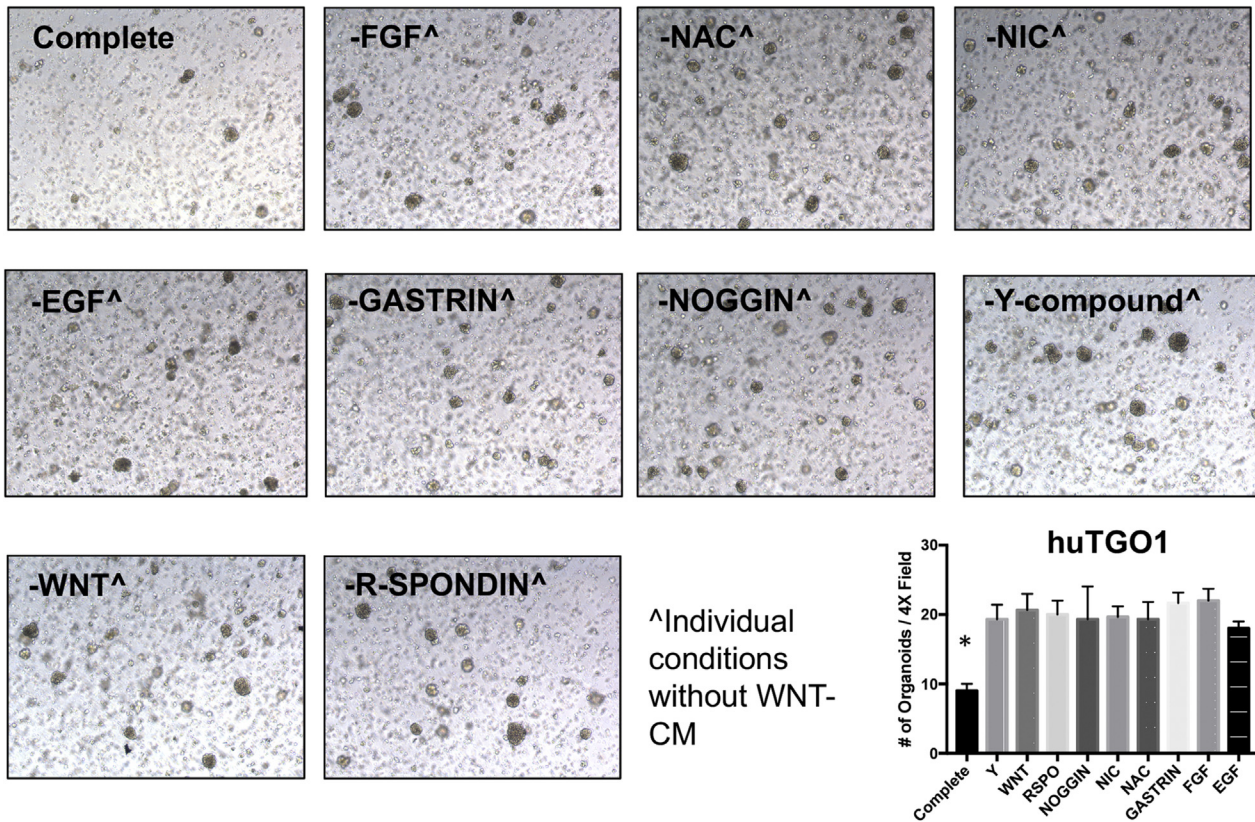 Complete
-FGF^
-NAC^
-NIC^
-EGF^
-GASTRIN^
-NOGGIN^
-Y-compound^
-WNT^
-R-SPONDIN^
^Individual
conditions
without WNT-
CM
huTGO1
# of Organoids / 4X Field
30
20
10
0
*
Complete
Y
WNT
RSPO
NOGGIN
NIC
NAC
GASTRIN
FGF
EGF